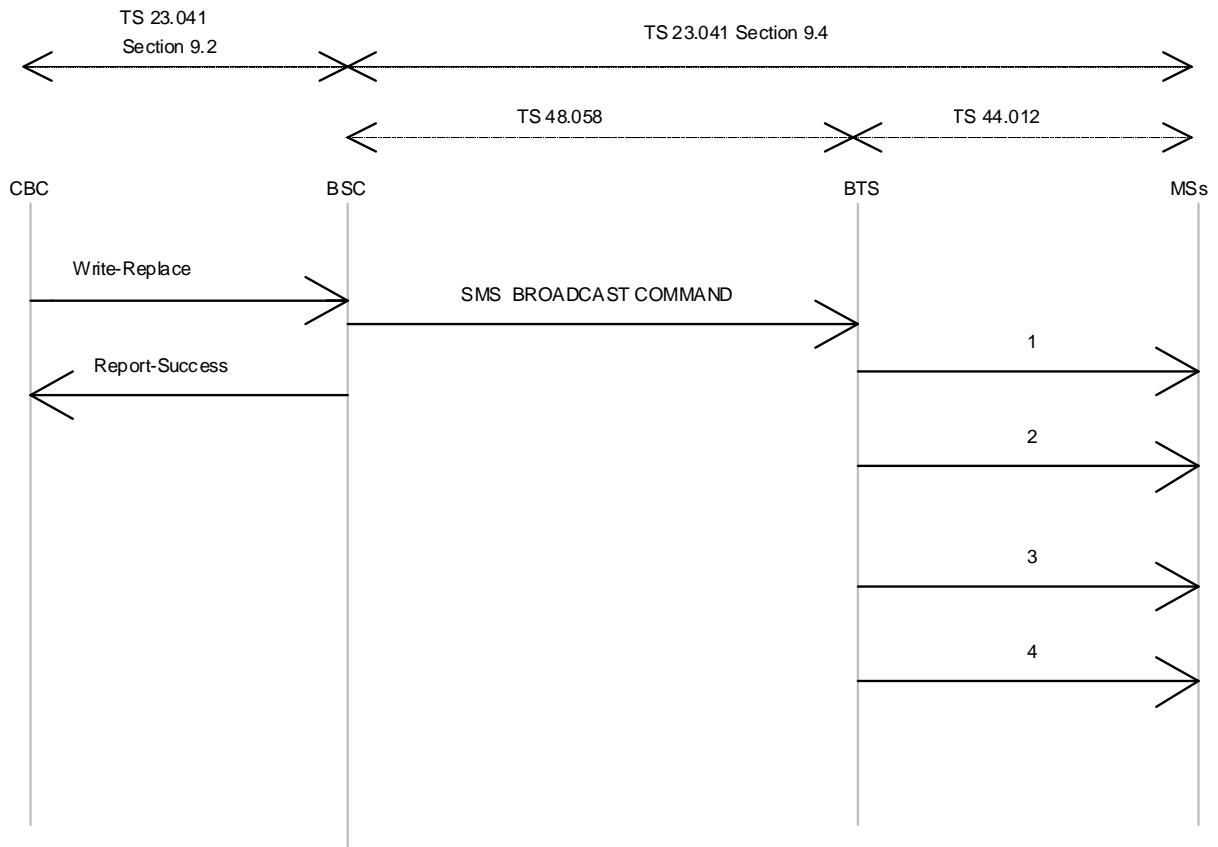 TS 23.041
Section 9.2
TS 23.041 Section 9.4
TS 48.058
TS 44.012
CBC
BSC
BTS
MSs
Write-Replace
SMS BROADCAST COMMAND
1
Report-Success
2
3
4